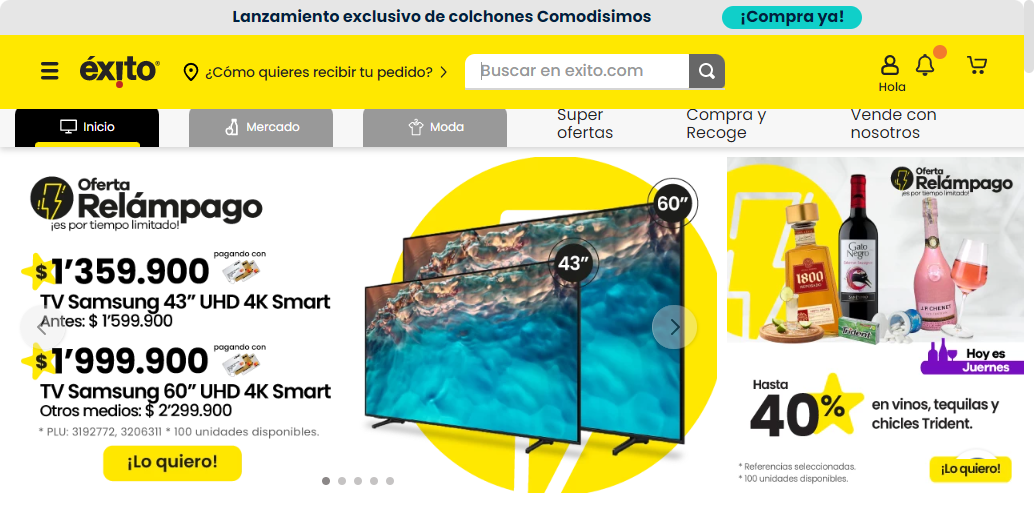 Lanzamiento exclusivo de colchones Comodisimos
¡Compra ya!
éxito
¿Cómo quieres recibir tu pedido?
Buscar en exito.com
Hola
Inicio
Mercado
Moda
Super ofertas
Compra y Recoge
Vende con nosotros
Oferta
Relámpago
¡es por tiempo limitado!
$ 1'359.900
pagando con
TV Samsung 43” UHD 4K Smart
Antes: $ 1'599.900
$ 1'999.900
pagando con
TV Samsung 60” UHD 4K Smart
Otros medios: $ 2'299.900
* PLU: 3192772, 3206311 * 100 unidades disponibles.
¡Lo quiero!
60”
43”
Oferta
Relámpago
¡es por tiempo limitado!
1800
Gato Negro
J.P. CHENET
Trident
Hoy es
Juernes
Hasta
40%
en vinos, tequilas y
chicles Trident.
* Referencias seleccionadas.
* 100 unidades disponibles.
¡Lo quiero!